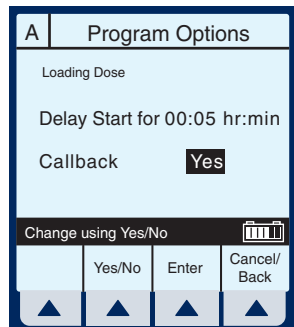 A Program Options
Loading Dose
Delay Start for 00:05 hr:min
Callback Yes
Change using Yes/No
Yes/No Enter Cancel/
Back